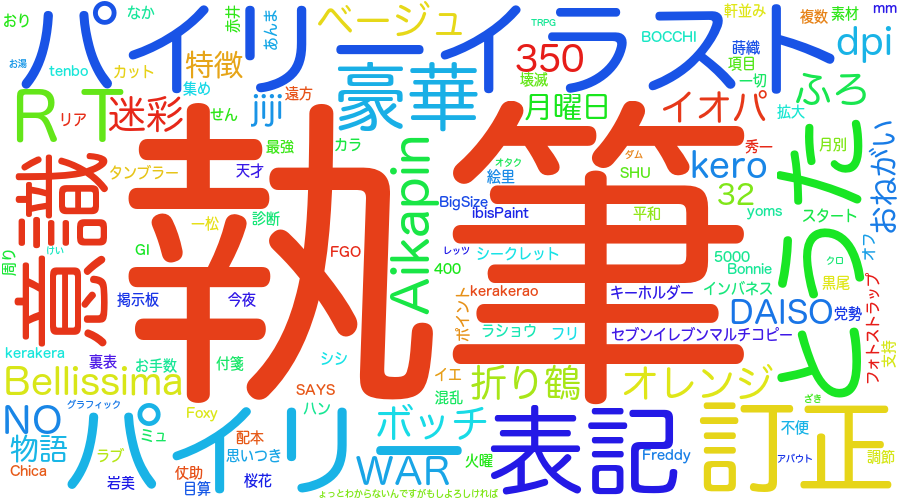 おり なか 赤井 あんま ベージュ 軒並み 複数 素材 mm
パイリーイラスト
お湯 tenbo カット 特徴 350 TRPG BOCCHI 蒔織 項目 dpi
集め jiji 遠方 豪華 壊滅 一切
ＲＴ リア 迷彩 せん 月曜日 イオパ 拡大 ふろ
意識 タンブラー 最強 カラ オタク ダム 秀一 月別 おねがい
天才 執筆 Aikapin 絵里 SHU kero とうた
一松 診断 BigSize ibisPaint 平和 32 yoms スタート
GI FGO レッツ シークレット 5000 オフ
周り けい 400 Bonnie クロ
掲示板 今夜 kerakerao キーホルダー インバネス 黒尾
ポイント ラショウ フリ DAISO 党勢 フォトストラップ
kerakera 裏表 お手数 付箋 シシ セブンイレブンマルチコピー 支持
Bellissima SAYS イエ 折り鶴 オレンジ
グラフィック Foxy ハン 混乱 ざき
NO パイリー ボッチ 表記 訂正
物語 ミュ 配本 思いつき 火曜 Freddy 不便
Chica ラブ WAR アバウト 調節
岩美 仗助 目算 桜花
ょっとわからないんですがもしよろしければ